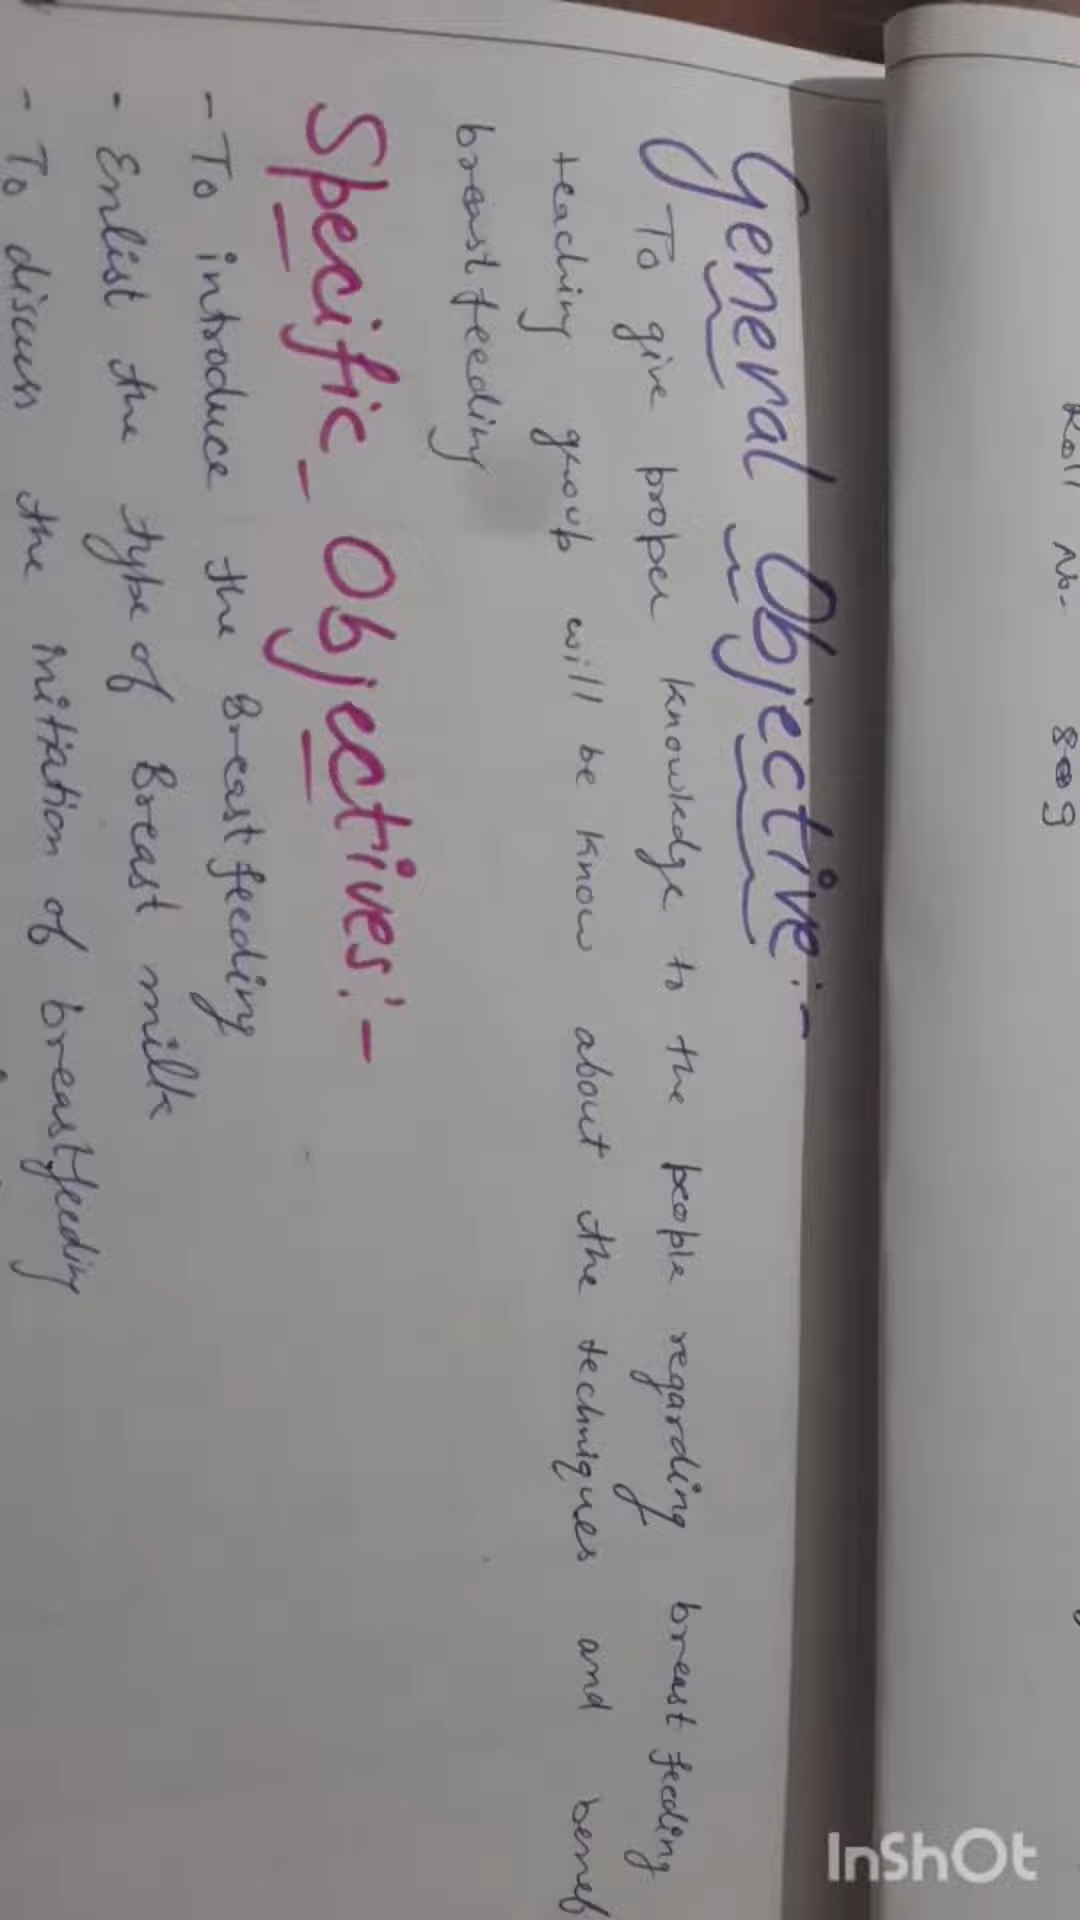 Roll No- 809
General Objective:-
To give proper knowledge to the people regarding breast feeding
teaching group will be know about the techniques and benef
breast feeding
Specific Objectives:-
- To introduce the Breast feeding
- Enlist the type of Breast milk
- To discuss the initiation of breastfeeding
InShOt